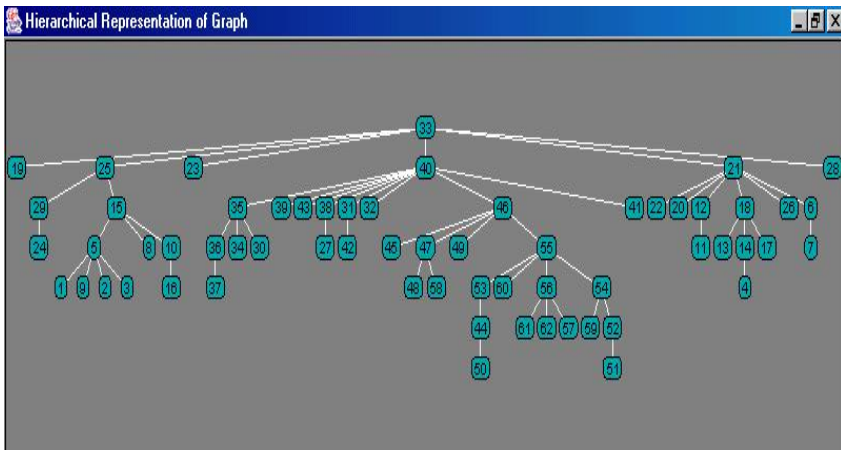 Hierarchical Representation of Graph
33
19 25 23 40 21 28
29 15 35 39 43 38 31 32 46 41 22 20 12 18 26 6
24 5 8 10 36 34 30 27 42 45 47 49 55 11 13 14 17 7
1 9 2 3 16 37 48 58 53 60 56 54 4
44 61 62 57 59 52
50 51